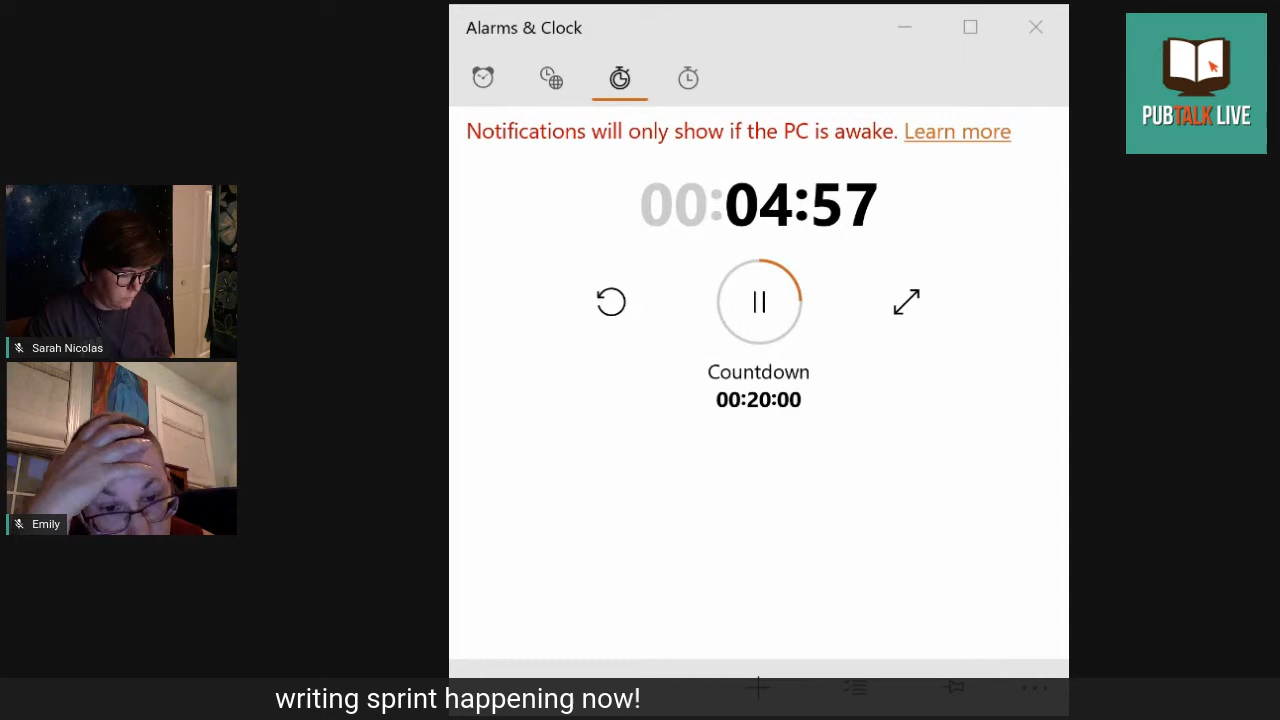 Alarms & Clock
Notifications will only show if the PC is awake. Learn more
00:04:57
Countdown
00:20:00
PUBTALK LIVE
Sarah Nicolas
Emily
writing sprint happening now!